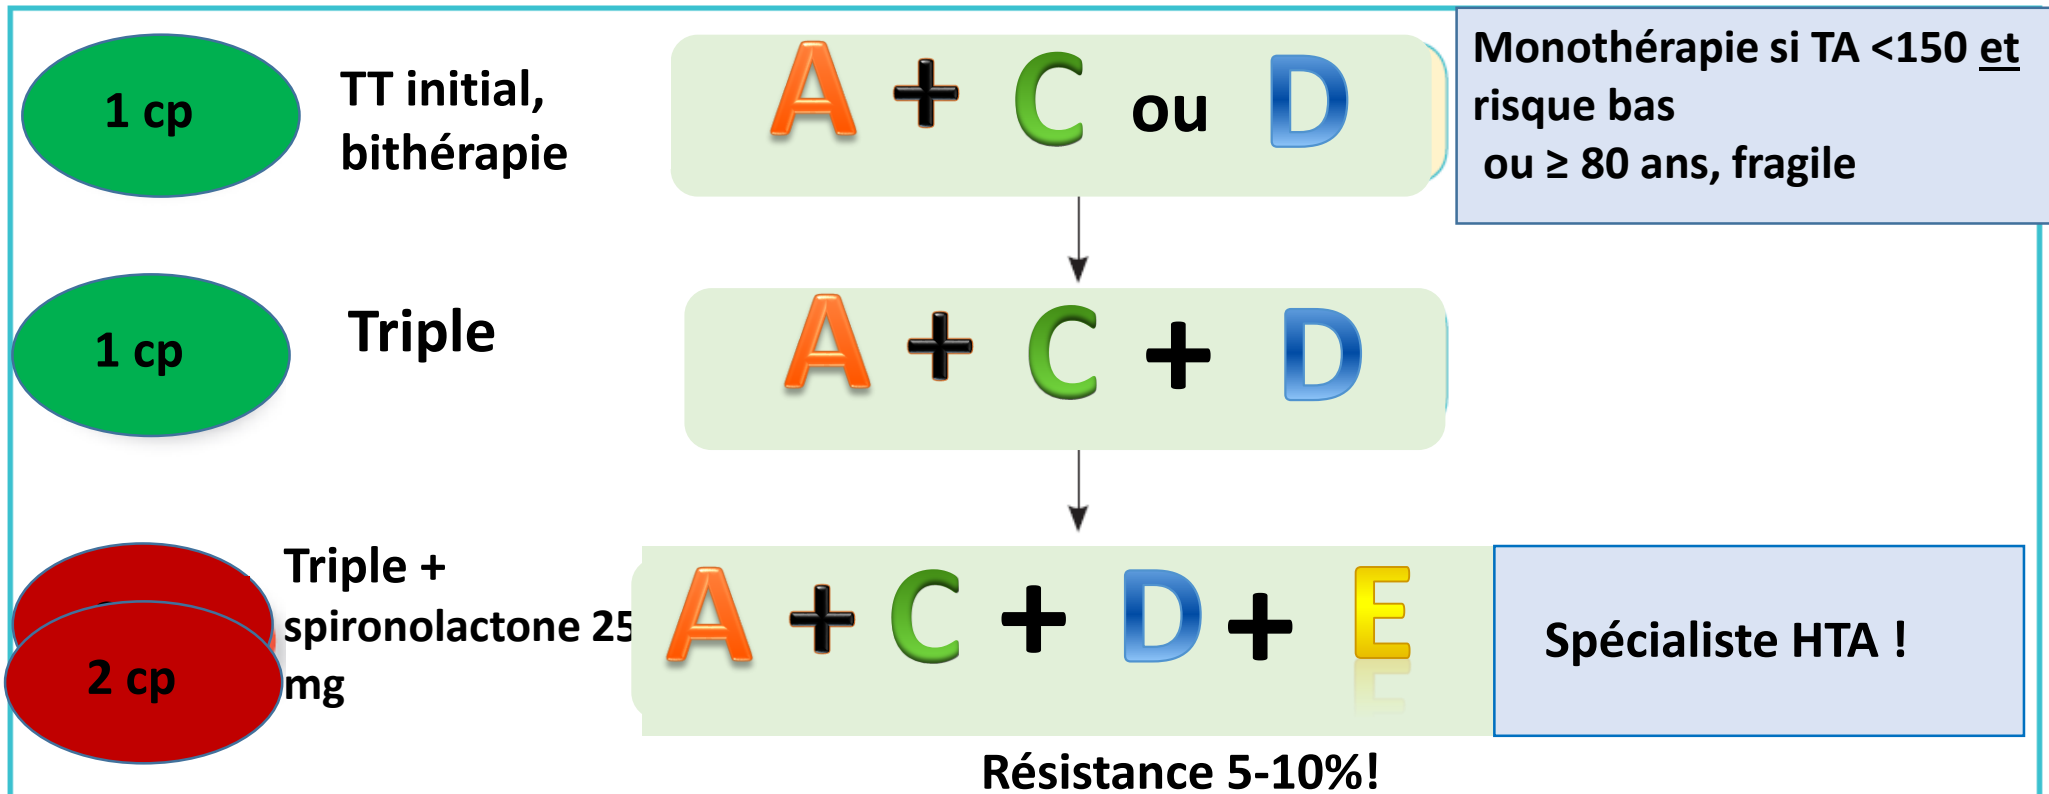 1 cp
TT initial,
bithérapie
A + C ou D
Monothérapie si TA <150 et
risque bas
ou ≥ 80 ans, fragile
1 cp
Triple
A + C + D
2 cp
Triple +
spironolactone 25
mg
A + C + D + E
Spécialiste HTA !
Résistance 5-10%!